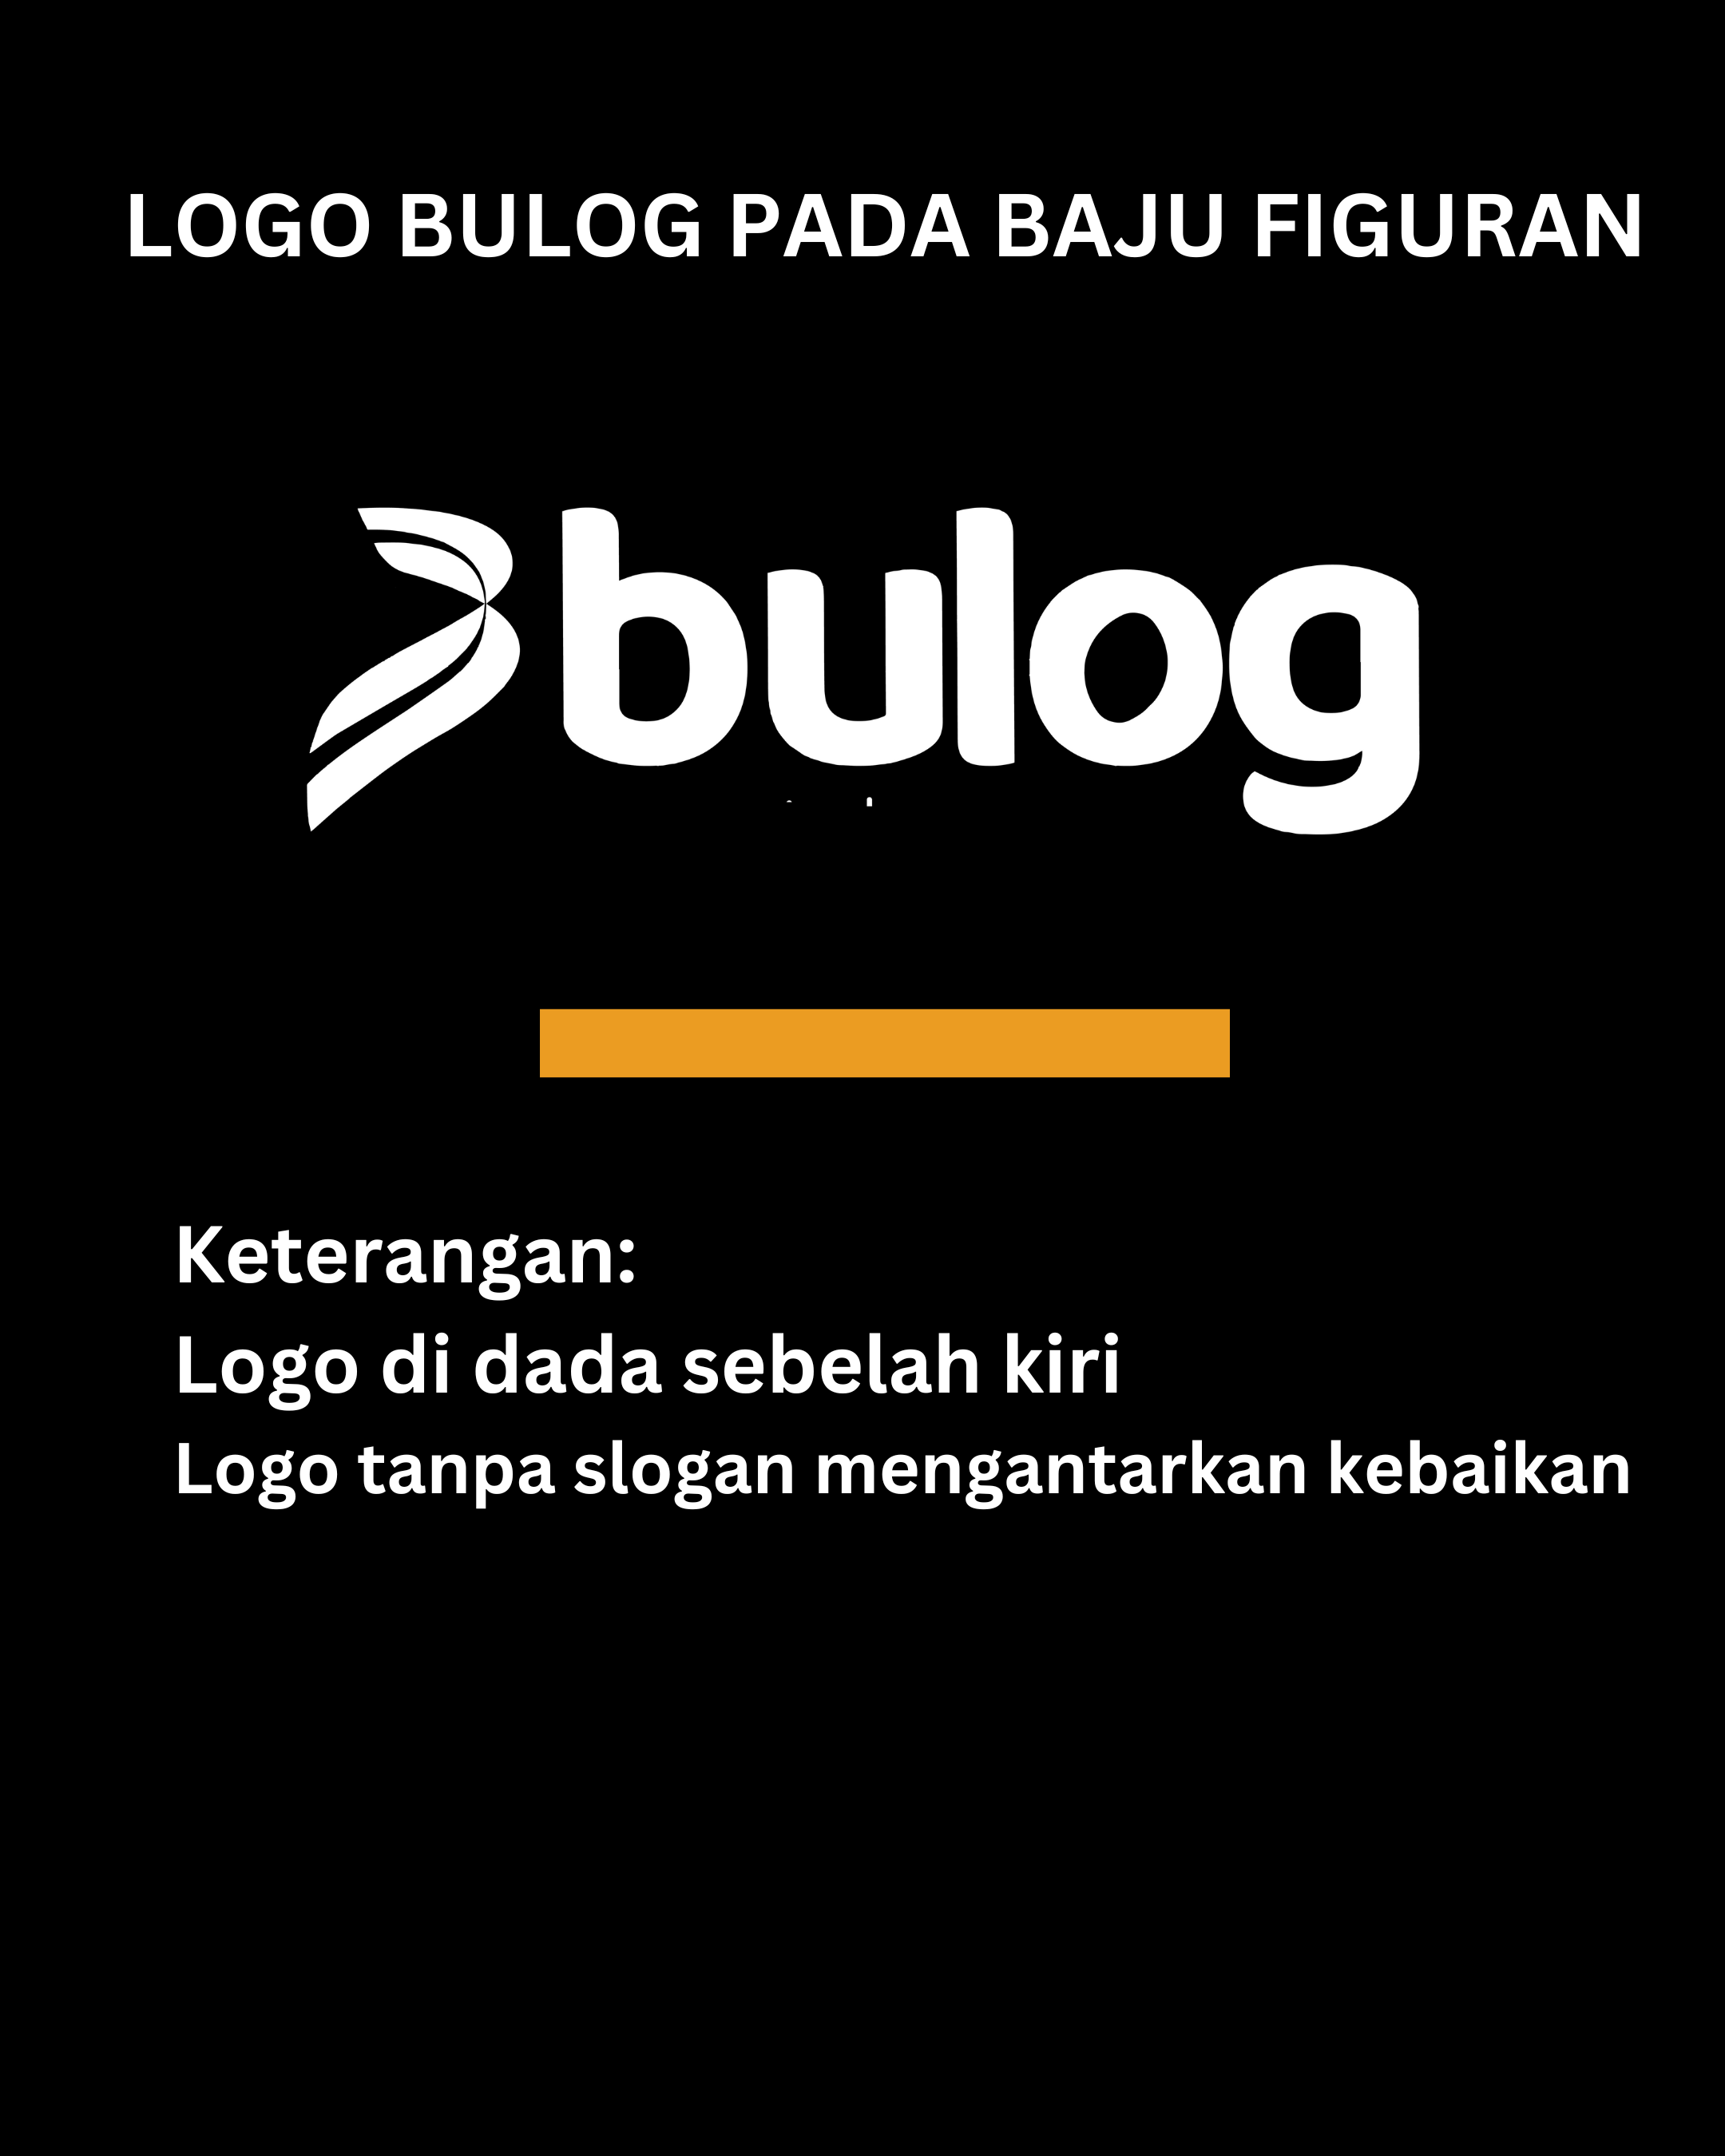 LOGO BULOG PADA BAJU FIGURAN
bulog
Keterangan:
Logo di dada sebelah kiri
Logo tanpa slogan mengantarkan kebaikan